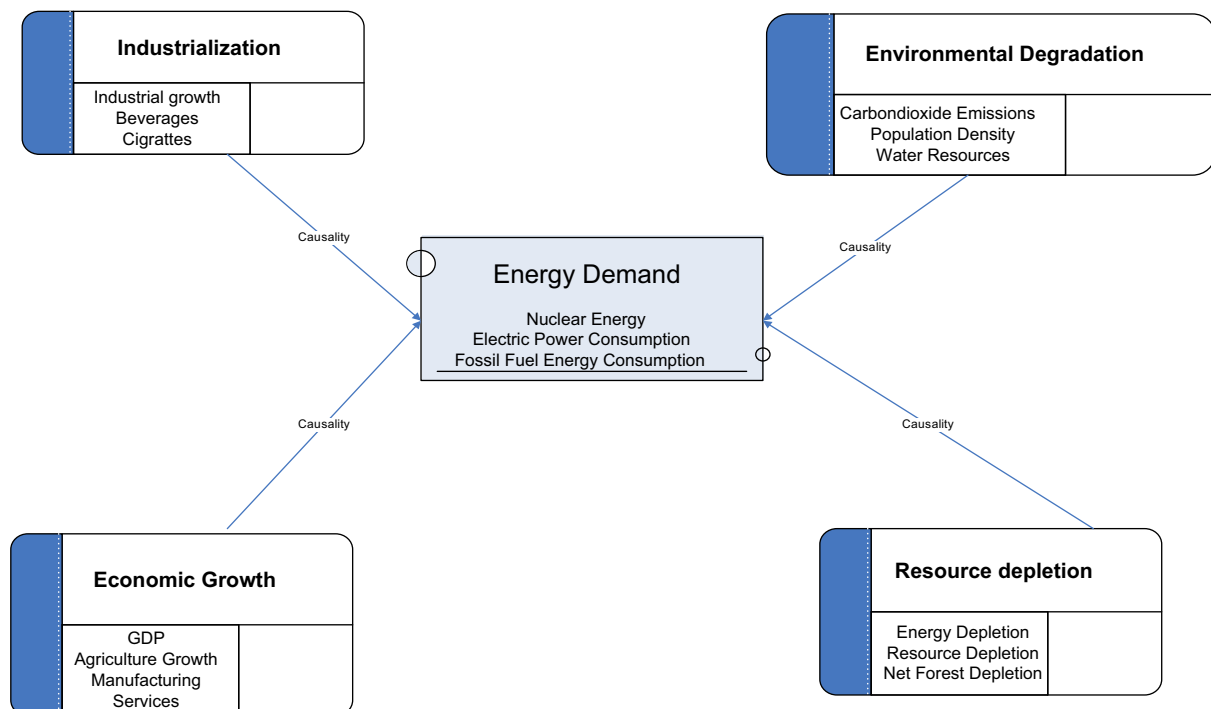 Industrialization
Industrial growth
Beverages
Cigrattes
Environmental Degradation
Carbondioxide Emissions
Population Density
Water Resources
Causality
Causality
Energy Demand
Nuclear Energy
Electric Power Consumption
Fossil Fuel Energy Consumption
Causality
Causality
Economic Growth
GDP
Agriculture Growth
Manufacturing
Services
Resource depletion
Energy Depletion
Resource Depletion
Net Forest Depletion